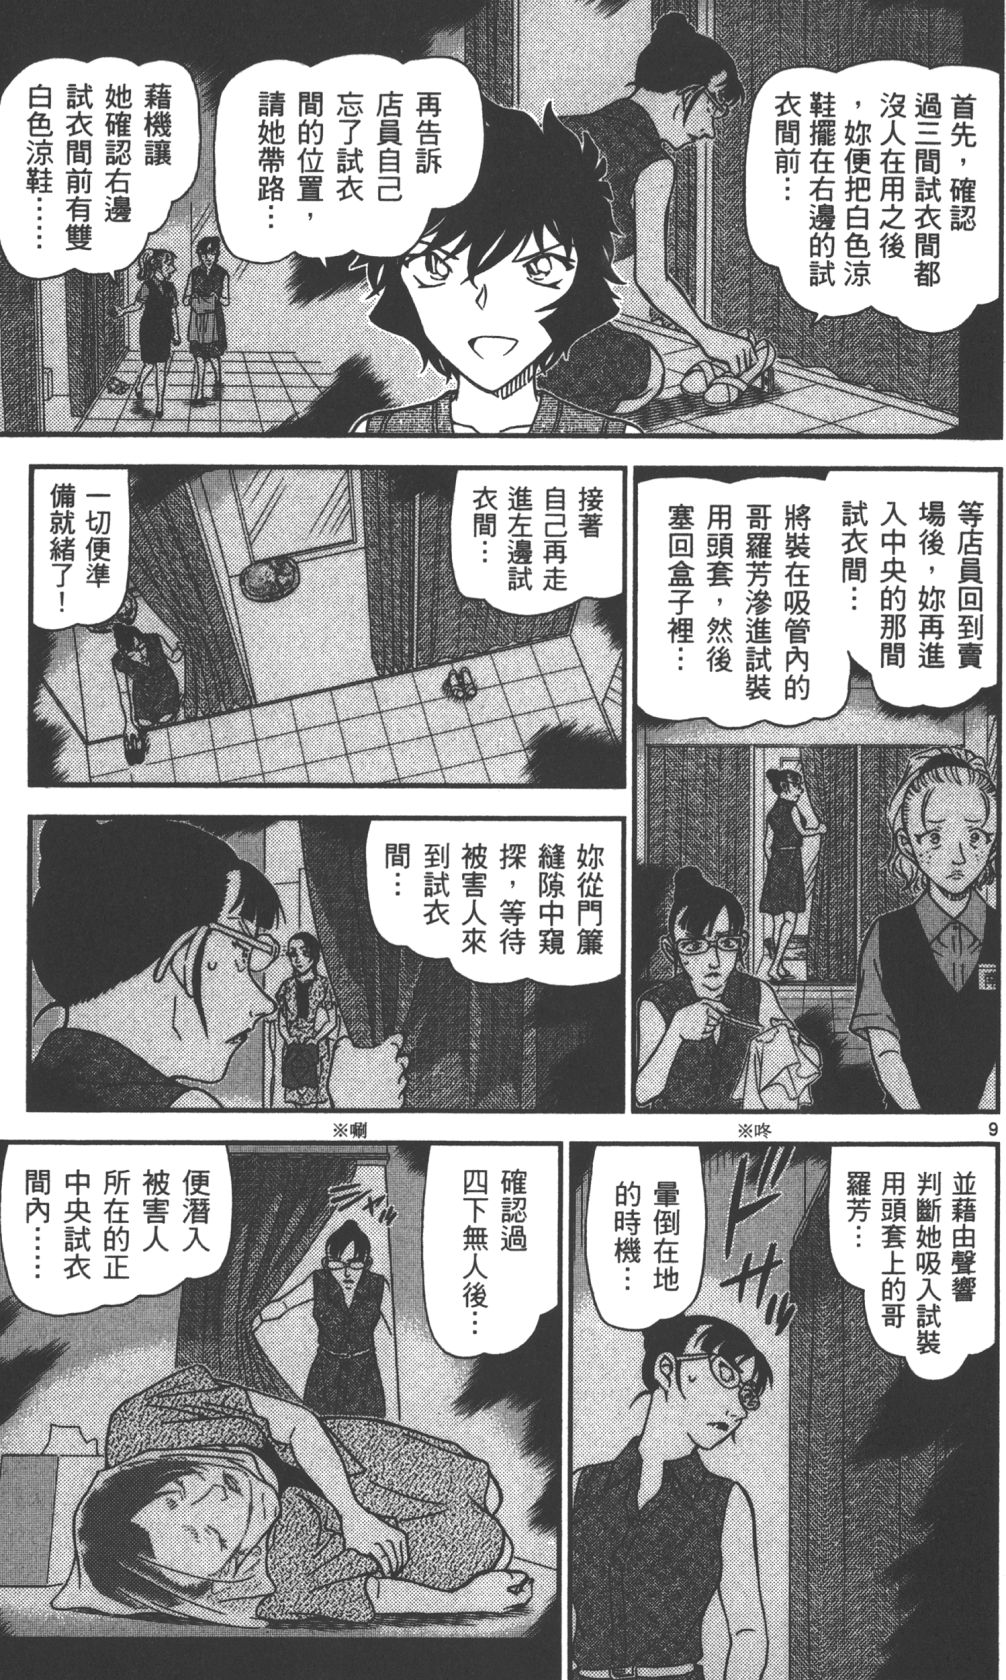 首先，確認
過三間試衣間都
沒人在用之後
，妳便把白色涼
鞋擺在右邊的試
衣間前…
再告訴
店員自己
忘了試衣
間的位置，
請她帶路…
藉機讓
她確認右邊
試衣間前有雙
白色涼鞋……
等店員回到賣
場後，妳再進
入中央的那間
試衣間…
將裝在吸管內的
哥羅芳滲進試裝
用頭套，然後
塞回盒子裡…
接著
自己再走
進左邊試
衣間…
一切便準
備就緒了！
妳從門簾
縫隙中窺
探，等待
被害人來
到試衣
間…
9
※咚
※唰
並藉由聲響
判斷她吸入試裝
用頭套上的哥
羅芳…
暈倒在地
的時機…
ドサッ
確認過
四下無人後…
便潛入
被害人
所在的正
中央試衣
間內……